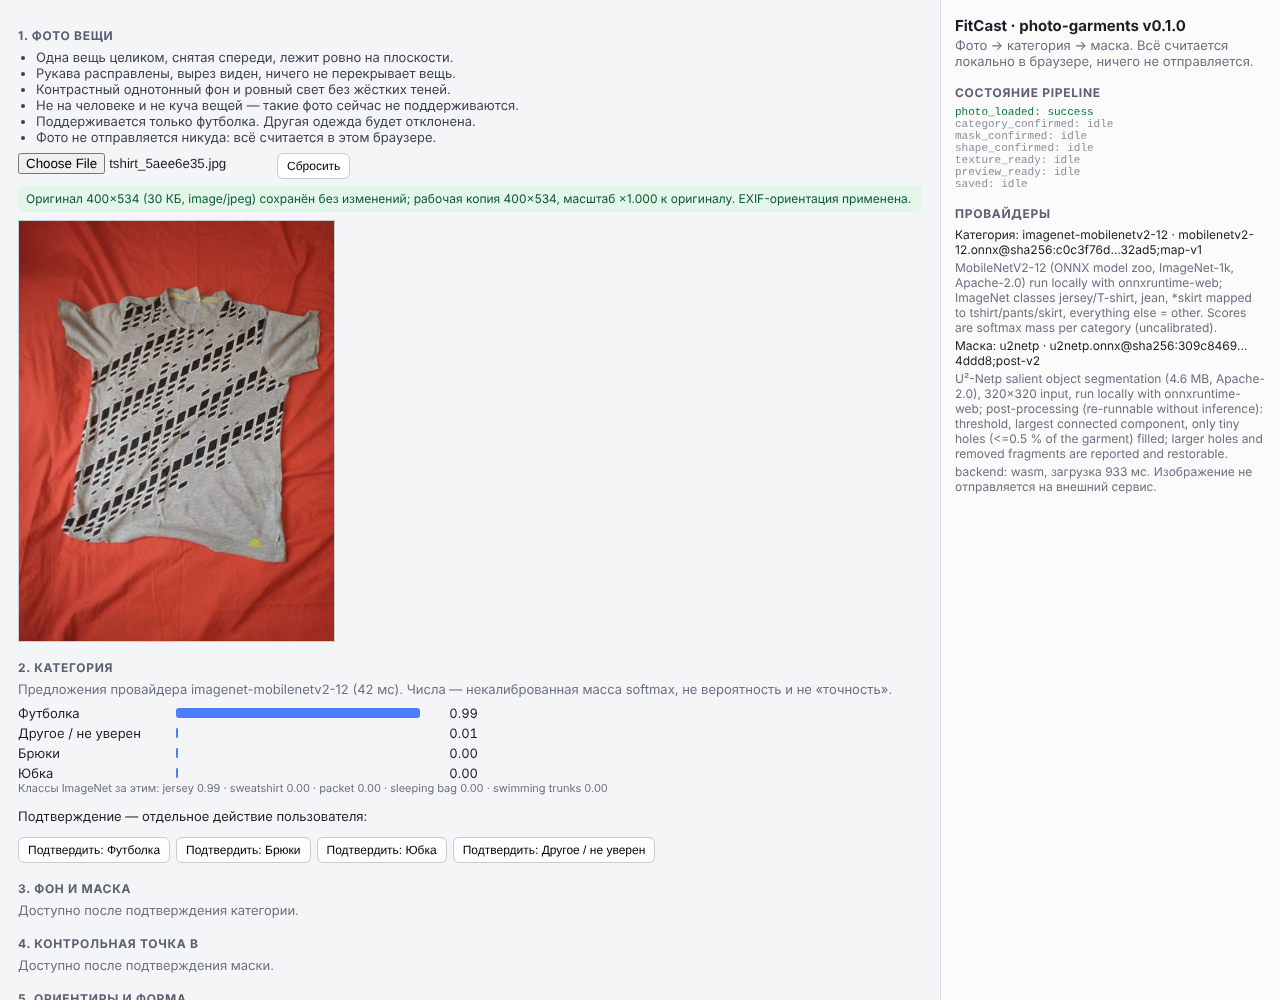 1. ФОТО ВЕЩИ
• Одна вещь целиком, снятая спереди, лежит ровно на плоскости.
• Рукава расправлены, вырез виден, ничего не перекрывает вещь.
• Контрастный однотонный фон и ровный свет без жёстких теней.
• Не на человеке и не куча вещей — такие фото сейчас не поддерживаются.
• Поддерживается только футболка. Другая одежда будет отклонена.
• Фото не отправляется никуда: всё считается в этом браузере.
Choose File tshirt_5aee6e35.jpg Сбросить
Оригинал 400×534 (30 КБ, image/jpeg) сохранён без изменений; рабочая копия 400×534, масштаб ×1.000 к оригиналу. EXIF-ориентация применена.
2. КАТЕГОРИЯ
Предложения провайдера imagenet-mobilenetv2-12 (42 мс). Числа — некалиброванная масса softmax, не вероятность и не «точность».
Футболка 0.99
Другое / не уверен 0.01
Брюки 0.00
Юбка 0.00
Классы ImageNet за этим: jersey 0.99 · sweatshirt 0.00 · packet 0.00 · sleeping bag 0.00 · swimming trunks 0.00
Подтверждение — отдельное действие пользователя:
Подтвердить: Футболка Подтвердить: Брюки Подтвердить: Юбка Подтвердить: Другое / не уверен
3. ФОН И МАСКА
Доступно после подтверждения категории.
4. КОНТРОЛЬНАЯ ТОЧКА B
Доступно после подтверждения маски.
5. ОРИЕНТИРЫ И ФОРМА
FitCast · photo-garments v0.1.0
Фото → категория → маска. Всё считается
локально в браузере, ничего не отправляется.
СОСТОЯНИЕ PIPELINE
photo_loaded: success
category_confirmed: idle
mask_confirmed: idle
shape_confirmed: idle
texture_ready: idle
preview_ready: idle
saved: idle
ПРОВАЙДЕРЫ
Категория: imagenet-mobilenetv2-12 · mobilenetv2-
12.onnx@sha256:c0c3f76d…32ad5;map-v1
MobileNetV2-12 (ONNX model zoo, ImageNet-1k,
Apache-2.0) run locally with onnxruntime-web;
ImageNet classes jersey/T-shirt, jean, *skirt mapped
to tshirt/pants/skirt, everything else = other. Scores
are softmax mass per category (uncalibrated).
Маска: u2netp · u2netp.onnx@sha256:309c8469…
4ddd8;post-v2
U²-Netp salient object segmentation (4.6 MB, Apache-
2.0), 320×320 input, run locally with onnxruntime-
web; post-processing (re-runnable without inference):
threshold, largest connected component, only tiny
holes (<=0.5 % of the garment) filled; larger holes and
removed fragments are reported and restorable.
backend: wasm, загрузка 933 мс. Изображение не
отправляется на внешний сервис.